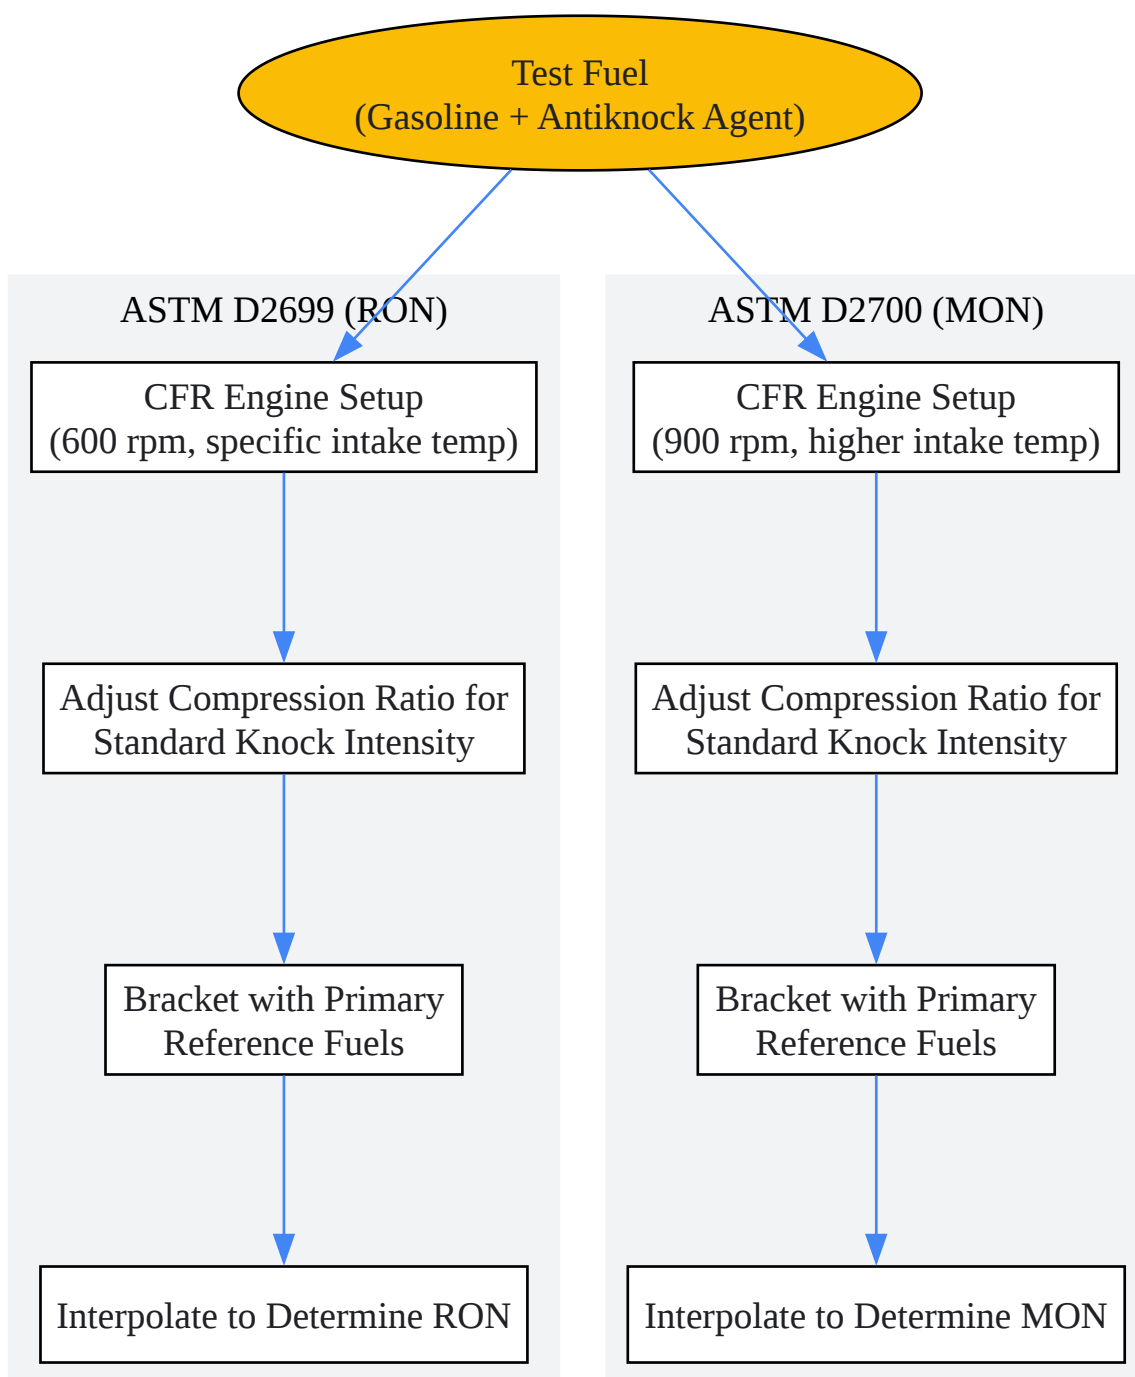 Test Fuel
(Gasoline + Antiknock Agent)
ASTM D2699 (RON)
CFR Engine Setup
(600 rpm, specific intake temp)
Adjust Compression Ratio for
Standard Knock Intensity
Bracket with Primary
Reference Fuels
Interpolate to Determine RON
ASTM D2700 (MON)
CFR Engine Setup
(900 rpm, higher intake temp)
Adjust Compression Ratio for
Standard Knock Intensity
Bracket with Primary
Reference Fuels
Interpolate to Determine MON